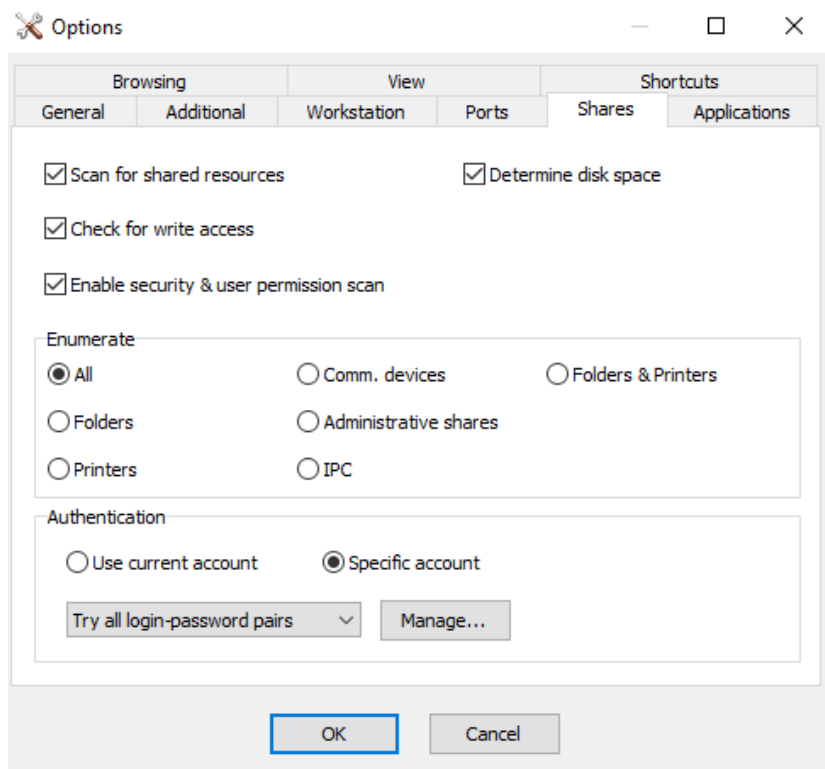 Options
Browsing View Shortcuts
General Additional Workstation Ports Shares Applications
Scan for shared resources Determine disk space
Check for write access
Enable security & user permission scan
Enumerate
All Comm. devices Folders & Printers
Folders Administrative shares
Printers IPC
Authentication
Use current account Specific account
Try all login-password pairs Manage...
OK Cancel